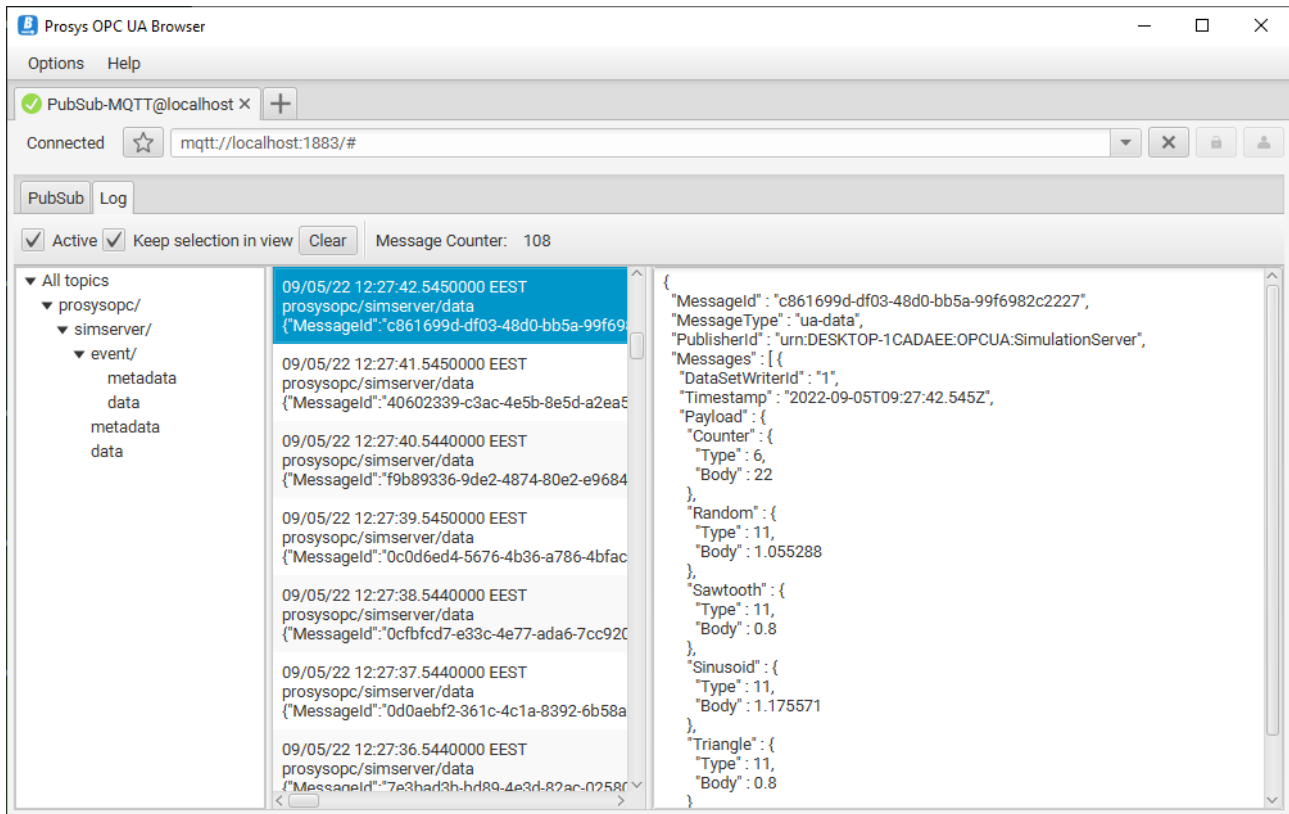 Prosys OPC UA Browser
Options Help
PubSub-MQTT@localhost
Connected mqtt://localhost:1883/#
PubSub Log
Active Keep selection in view Clear Message Counter: 108
All topics
prosysopc/
simserver/
event/
metadata
data
metadata
data
09/05/22 12:27:42.5450000 EEST
prosysopc/simserver/data
{"MessageId":"c861699d-df03-48d0-bb5a-99f69
09/05/22 12:27:41.5450000 EEST
prosysopc/simserver/data
{"MessageId":"40602339-c3ac-4e5b-8e5d-a2ea5
09/05/22 12:27:40.5440000 EEST
prosysopc/simserver/data
{"MessageId":"f9b89336-9de2-4874-80e2-e9684
09/05/22 12:27:39.5450000 EEST
prosysopc/simserver/data
{"MessageId":"0c0d6ed4-5676-4b36-a786-4bfac
09/05/22 12:27:38.5440000 EEST
prosysopc/simserver/data
{"MessageId":"0cfbfcd7-e33c-4e77-ada6-7cc920
09/05/22 12:27:37.5440000 EEST
prosysopc/simserver/data
{"MessageId":"0d0aebf2-361c-4c1a-8392-6b58a
09/05/22 12:27:36.5440000 EEST
prosysopc/simserver/data
{"MessageId":"7e3bad3b-bd89-4e3d-82ac-0258
{
"MessageId" : "c861699d-df03-48d0-bb5a-99f6982c2227",
"MessageType" : "ua-data",
"PublisherId" : "urn:DESKTOP-1CADAEE:OPCUA:SimulationServer",
"Messages" : [ {
"DataSetWriterId" : "1",
"Timestamp" : "2022-09-05T09:27:42.545Z",
"Payload" : {
"Counter" : {
"Type" : 6,
"Body" : 22
},
"Random" : {
"Type" : 11,
"Body" : 1.055288
},
"Sawtooth" : {
"Type" : 11,
"Body" : 0.8
},
"Sinusoid" : {
"Type" : 11,
"Body" : 1.175571
},
"Triangle" : {
"Type" : 11,
"Body" : 0.8
}